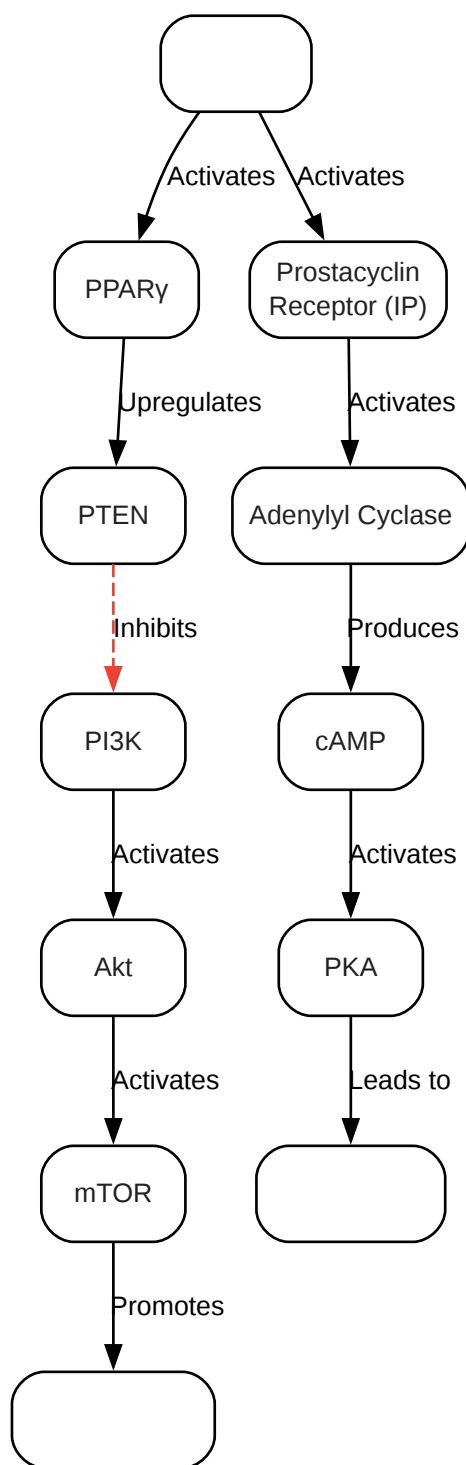 Activates
Activates
PPARγ
Prostacyclin
Receptor (IP)
Upregulates
Activates
PTEN
Adenylyl Cyclase
Inhibits
Produces
PI3K
cAMP
Activates
Activates
Akt
PKA
Activates
Leads to
mTOR
Promotes